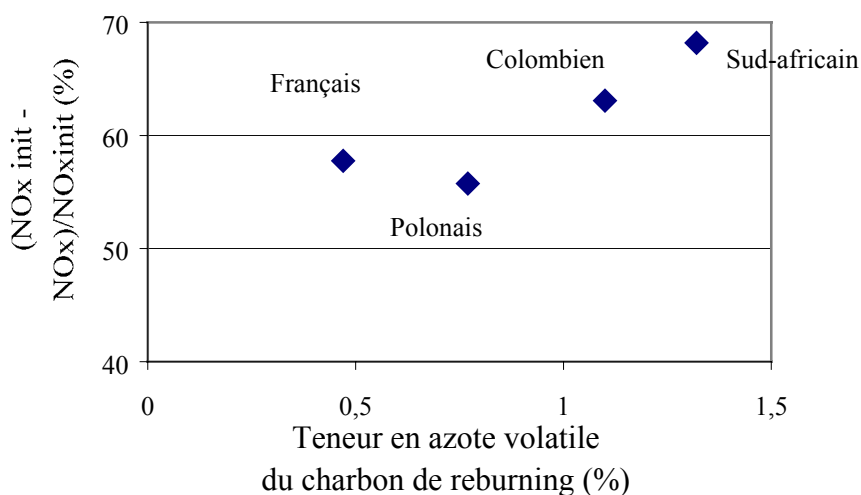 (NOx init -
NOx)/NOxinit (%)
70
60
50
40
Français
Colombien
Sud-africain
Polonais
0
0,5
1
1,5
Teneur en azote volatile
du charbon de reburning (%)